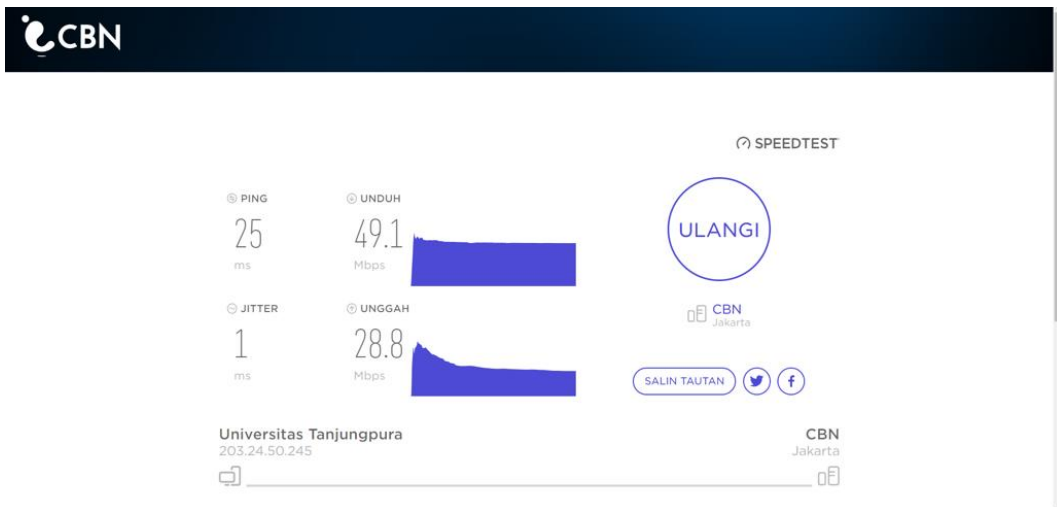 CBN
SPEEDTEST
PING
25
ms
UNDUH
49.1
Mbps
JITTER
1
ms
UNGGAH
28.8
Mbps
ULANGI
CBN
Jakarta
SALIN TAUTAN
Universitas Tanjungpura
203.24.50.245
CBN
Jakarta